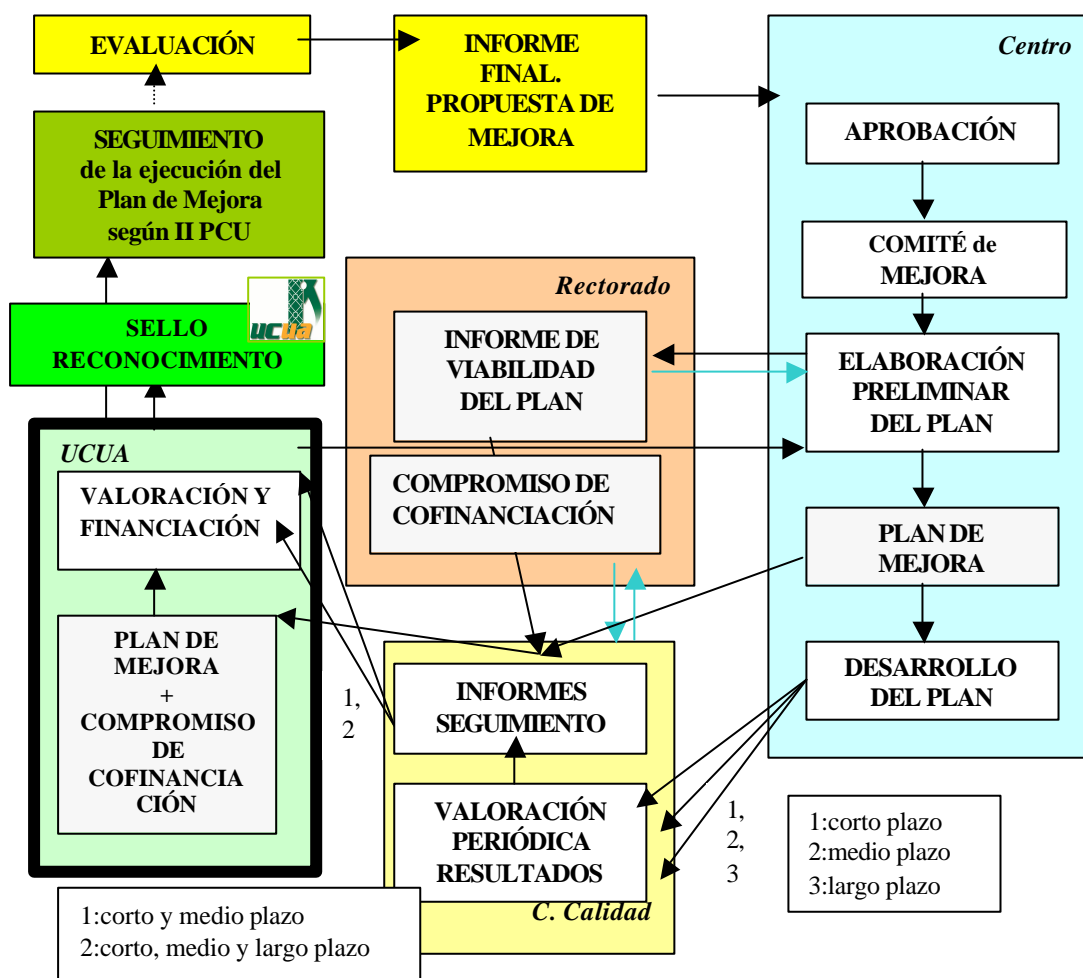 EVALUACIÓN
INFORME
FINAL.
PROPUESTA DE
MEJORA
Centro
APROBACIÓN
SEGUIMIENTO
de la ejecución del
Plan de Mejora
según II PCU
COMITÉ de
MEJORA
Rectorado
ucua
SELLO
RECONOCIMIENTO
INFORME DE
VIABILIDAD
DEL PLAN
ELABORACIÓN
PRELIMINAR
DEL PLAN
UCUA
VALORACIÓN Y
FINANCIACIÓN
COMPROMISO DE
COFINANCIACIÓN
PLAN DE
MEJORA
PLAN DE
MEJORA
+
COMPROMISO
DE
COFINANCIA
CIÓN
1,
2
INFORMES
SEGUIMIENTO
DESARROLLO
DEL PLAN
VALORACIÓN
PERIÓDICA
RESULTADOS
C. Calidad
1,
2,
3
1:corto plazo
2:medio plazo
3:largo plazo
1:corto y medio plazo
2:corto, medio y largo plazo